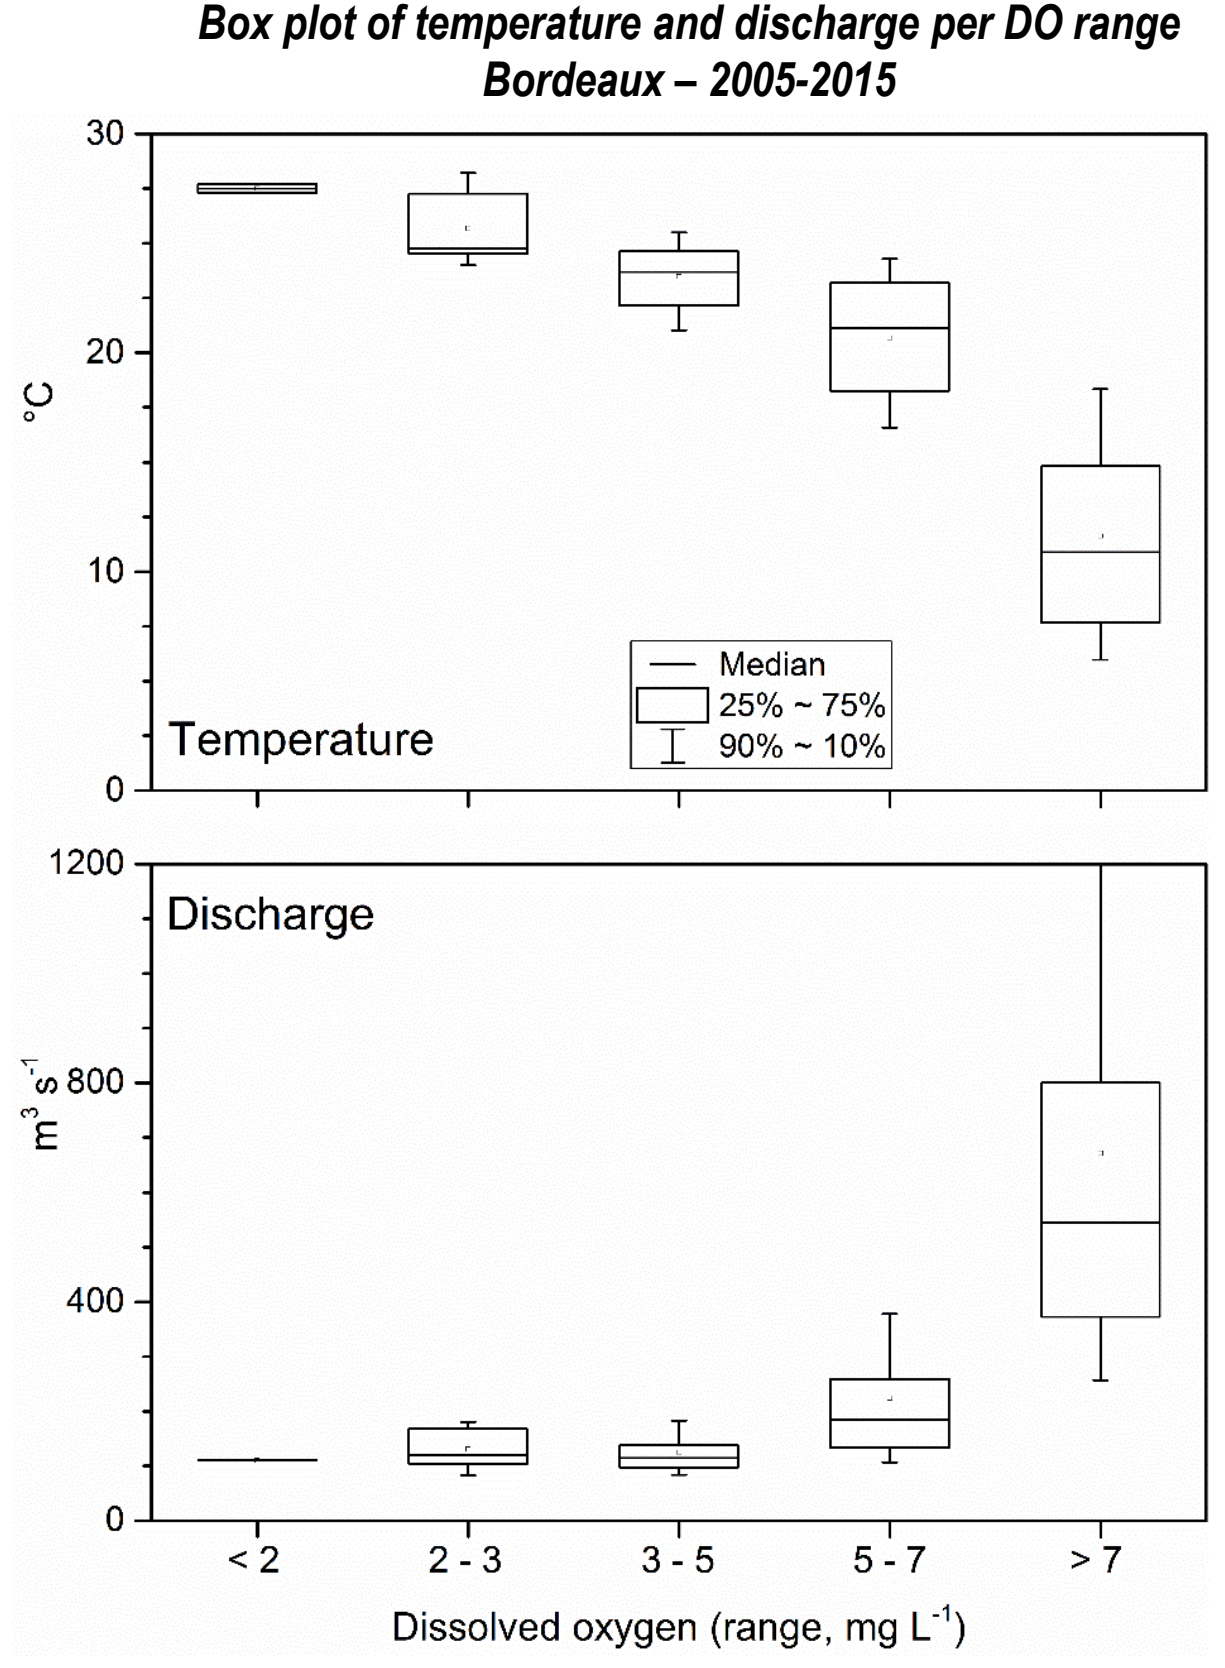 Box plot of temperature and discharge per DO range
Bordeaux – 2005-2015
30
20
10
0
°C
Median
25% ~ 75%
90% ~ 10%
Temperature
1200
800
400
0
m³ s⁻¹
Discharge
< 2
2 - 3
3 - 5
5 - 7
> 7
Dissolved oxygen (range, mg L⁻¹)